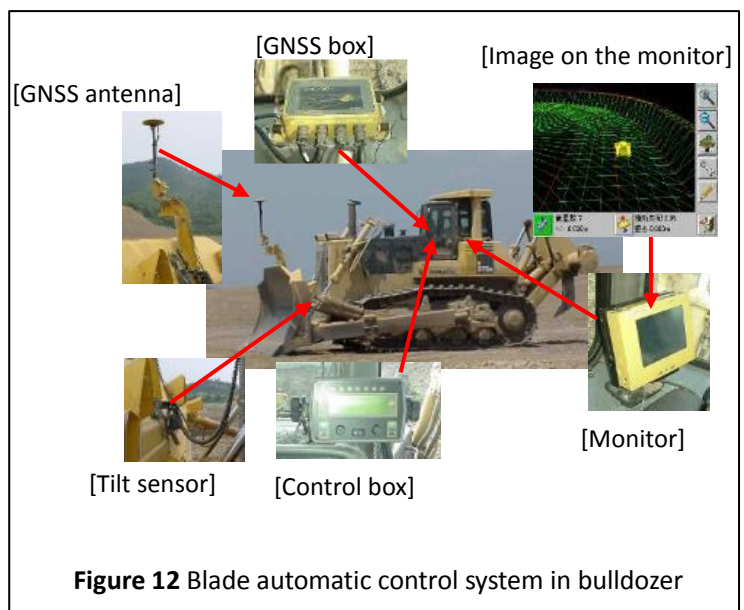 [GNSS box]
[Image on the monitor]
[GNSS antenna]
[Monitor]
[Tilt sensor]
[Control box]
Figure 12 Blade automatic control system in bulldozer